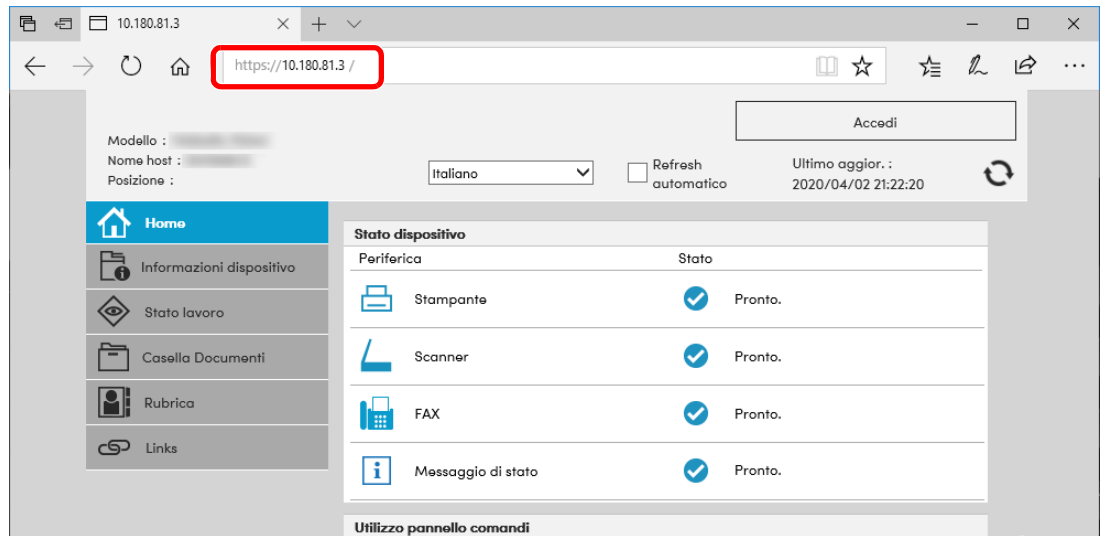 10.180.81.3
https://10.180.81.3 /
Accedi
Modello :
Nome host :
Posizione :
Italiano
Refresh
automatico
Ultimo aggior. :
2020/04/02 21:22:20
Home
Informazioni dispositivo
Stato lavoro
Casella Documenti
Rubrica
Links
Stato dispositivo
Periferica Stato
Stampante Pronto.
Scanner Pronto.
FAX Pronto.
Messaggio di stato Pronto.
Utilizzo pannello comandi